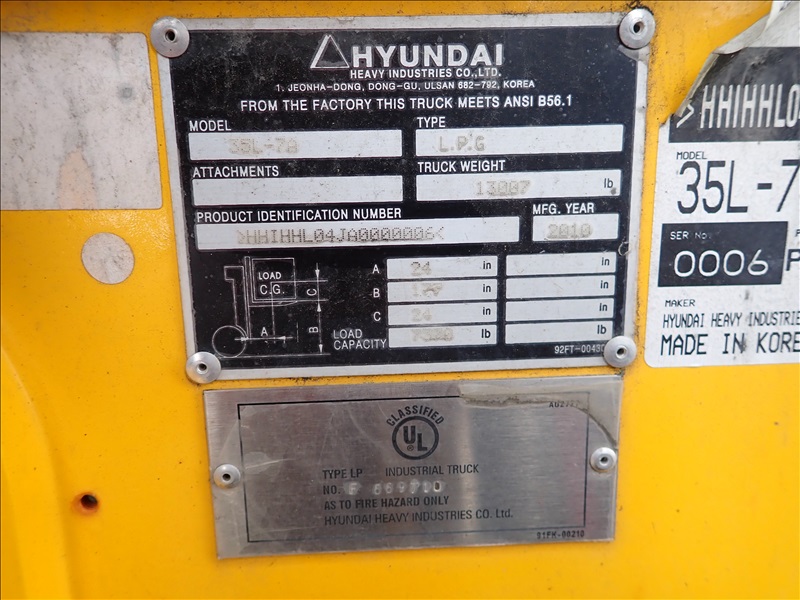 HYUNDAI
HEAVY INDUSTRIES CO.,LTD.
1. JEONHA-DONG, DONG-GU, ULSAN 682-792, KOREA
FROM THE FACTORY THIS TRUCK MEETS ANSI B56.1
MODEL TYPE
35L-7A L.P.G
ATTACHMENTS TRUCK WEIGHT
13007 lb
PRODUCT IDENTIFICATION NUMBER MFG. YEAR
>HHIHHL04JA0000006< 2010
LOAD
C.G.
C
A
B
A 24 in in
B in in
C 24 in in
LOAD CAPACITY lb lb
HHIHHL0
MODEL
35L-7
SER No.
0006
MAKER
HYUNDAI HEAVY INDUSTRIE
MADE IN KORE
CLASSIFIED
UL
TYPE LP INDUSTRIAL TRUCK
NO.
AS TO FIRE HAZARD ONLY
HYUNDAI HEAVY INDUSTRIES CO. Ltd.
91FH-00210